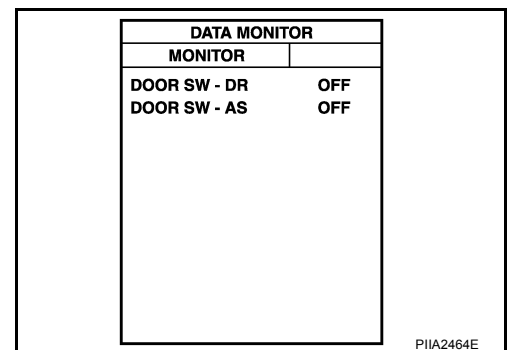 DATA MONITOR
MONITOR
DOOR SW - DR OFF
DOOR SW - AS OFF
PIIA2464E